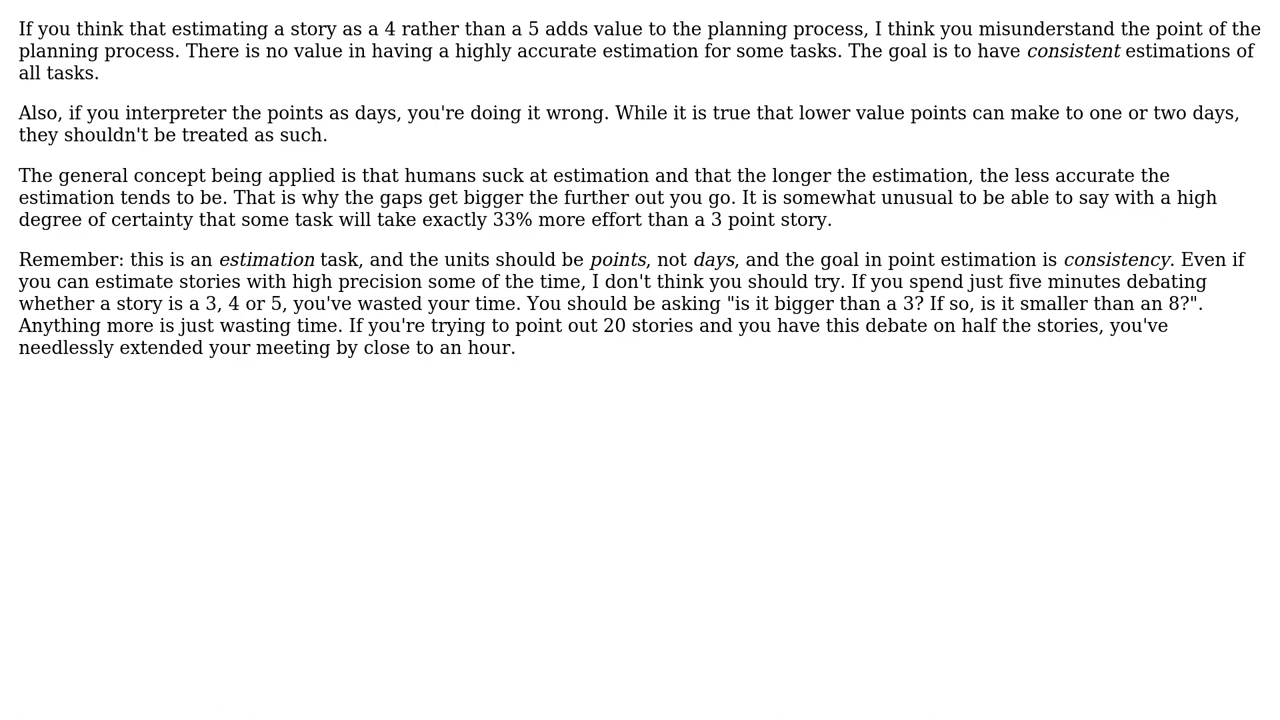 If you think that estimating a story as a 4 rather than a 5 adds value to the planning process, I think you misunderstand the point of the
planning process. There is no value in having a highly accurate estimation for some tasks. The goal is to have consistent estimations of
all tasks.
Also, if you interpreter the points as days, you're doing it wrong. While it is true that lower value points can make to one or two days,
they shouldn't be treated as such.
The general concept being applied is that humans suck at estimation and that the longer the estimation, the less accurate the
estimation tends to be. That is why the gaps get bigger the further out you go. It is somewhat unusual to be able to say with a high
degree of certainty that some task will take exactly 33% more effort than a 3 point story.
Remember: this is an estimation task, and the units should be points, not days, and the goal in point estimation is consistency. Even if
you can estimate stories with high precision some of the time, I don't think you should try. If you spend just five minutes debating
whether a story is a 3, 4 or 5, you've wasted your time. You should be asking "is it bigger than a 3? If so, is it smaller than an 8?".
Anything more is just wasting time. If you're trying to point out 20 stories and you have this debate on half the stories, you've
needlessly extended your meeting by close to an hour.